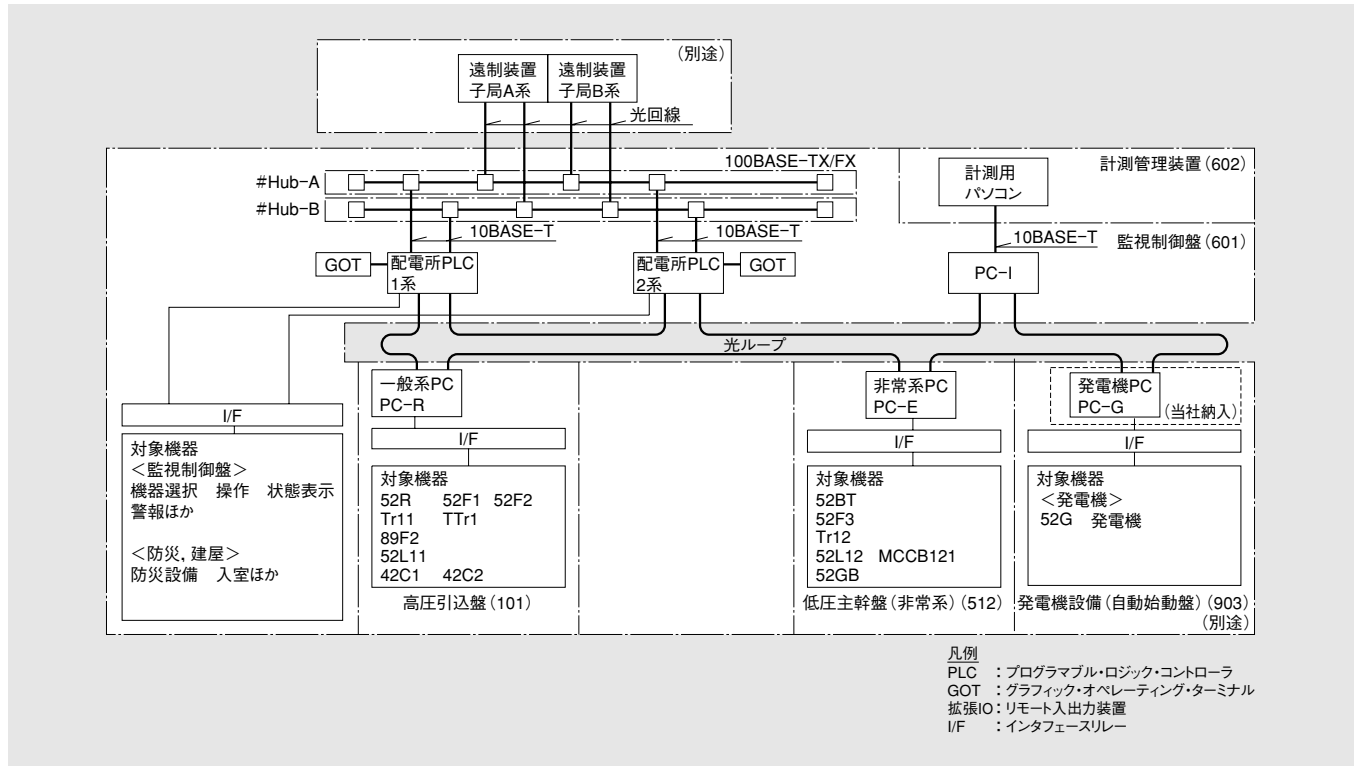 (別途)
遠制装置
子局A系
遠制装置
子局B系
光回線
100BASE-TX/FX
#Hub-A
#Hub-B
計測管理装置(602)
計測用
パソコン
10BASE-T
10BASE-T
10BASE-T
監視制御盤(601)
GOT
配電所PLC
1系
配電所PLC
2系
GOT
PC-I
光ループ
一般系PC
PC-R
非常系PC
PC-E
発電機PC
PC-G
(当社納入)
I/F
I/F
I/F
I/F
対象機器
<監視制御盤>
機器選択 操作 状態表示
警報ほか
<防災,建屋>
防災設備 入室ほか
対象機器
52R 52F1 52F2
Tr11 TTr1
89F2
52L11
42C1 42C2
高圧引込盤(101)
対象機器
52BT
52F3
Tr12
52L12 MCCB121
52GB
低圧主幹盤(非常系)(512)
対象機器
<発電機>
52G 発電機
発電機設備(自動始動盤)(903)
(別途)
凡例
PLC :プログラマブル・ロジック・コントローラ
GOT :グラフィック・オペレーティング・ターミナル
拡張IO:リモート入出力装置
I/F :インタフェースリレー